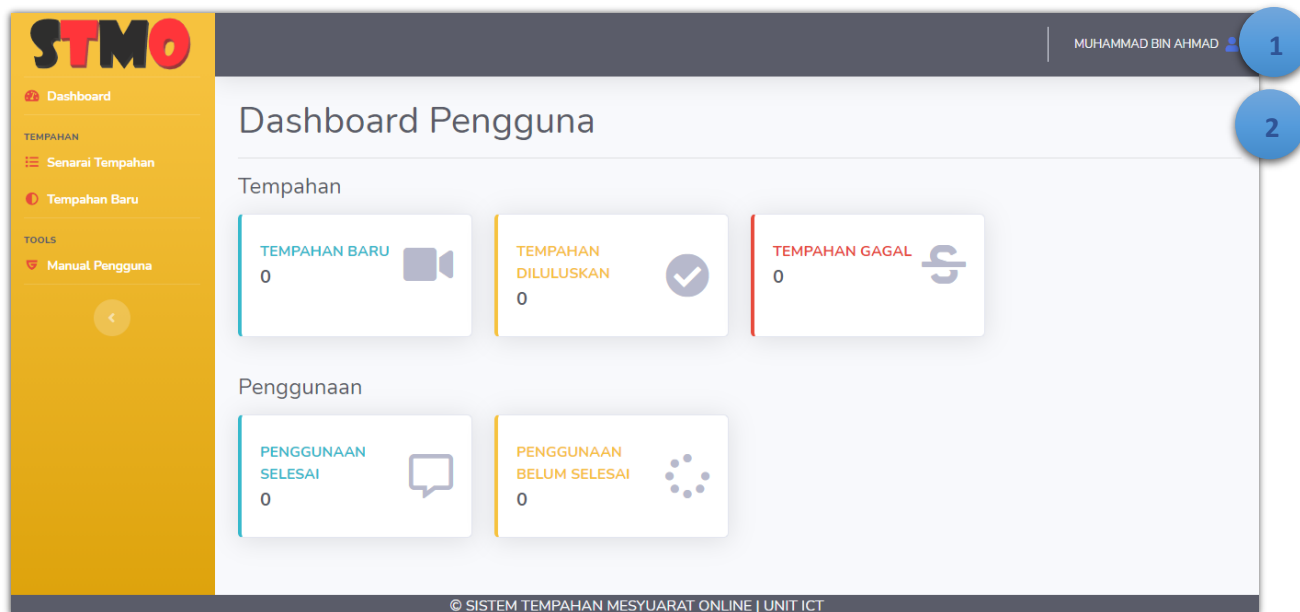 STMO
MUHAMMAD BIN AHMAD
1
Dashboard
TEMPAHAN
Senarai Tempahan
Tempahan Baru
TOOLS
Manual Pengguna
Dashboard Pengguna
2
Tempahan
TEMPAHAN BARU
0
TEMPAHAN
DILULUSKAN
0
TEMPAHAN GAGAL
0
Penggunaan
PENGGUNAAN
SELESAI
0
PENGGUNAAN
BELUM SELESAI
0
© SISTEM TEMPAHAN MESYUARAT ONLINE | UNIT ICT